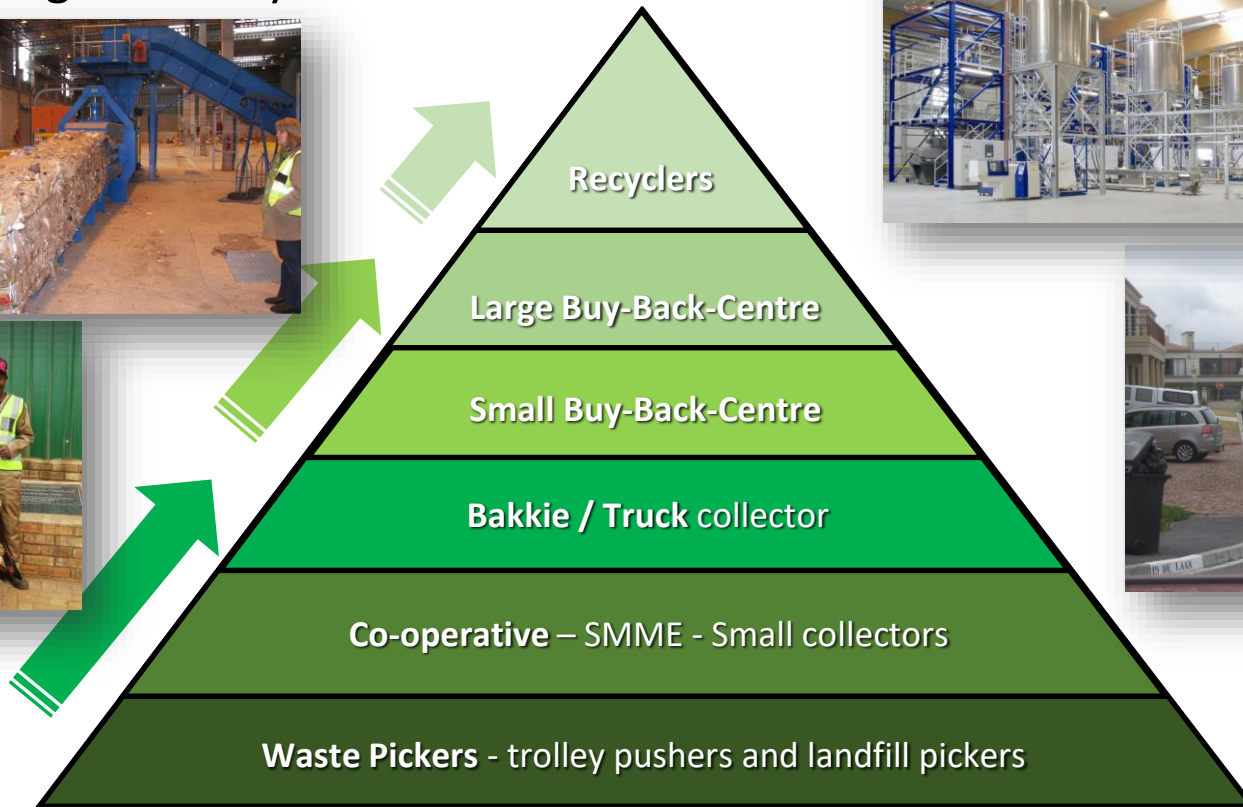 Recyclers
Large Buy-Back-Centre
Small Buy-Back-Centre
Bakkie / Truck collector
Co-operative – SMME - Small collectors
Waste Pickers - trolley pushers and landfill pickers